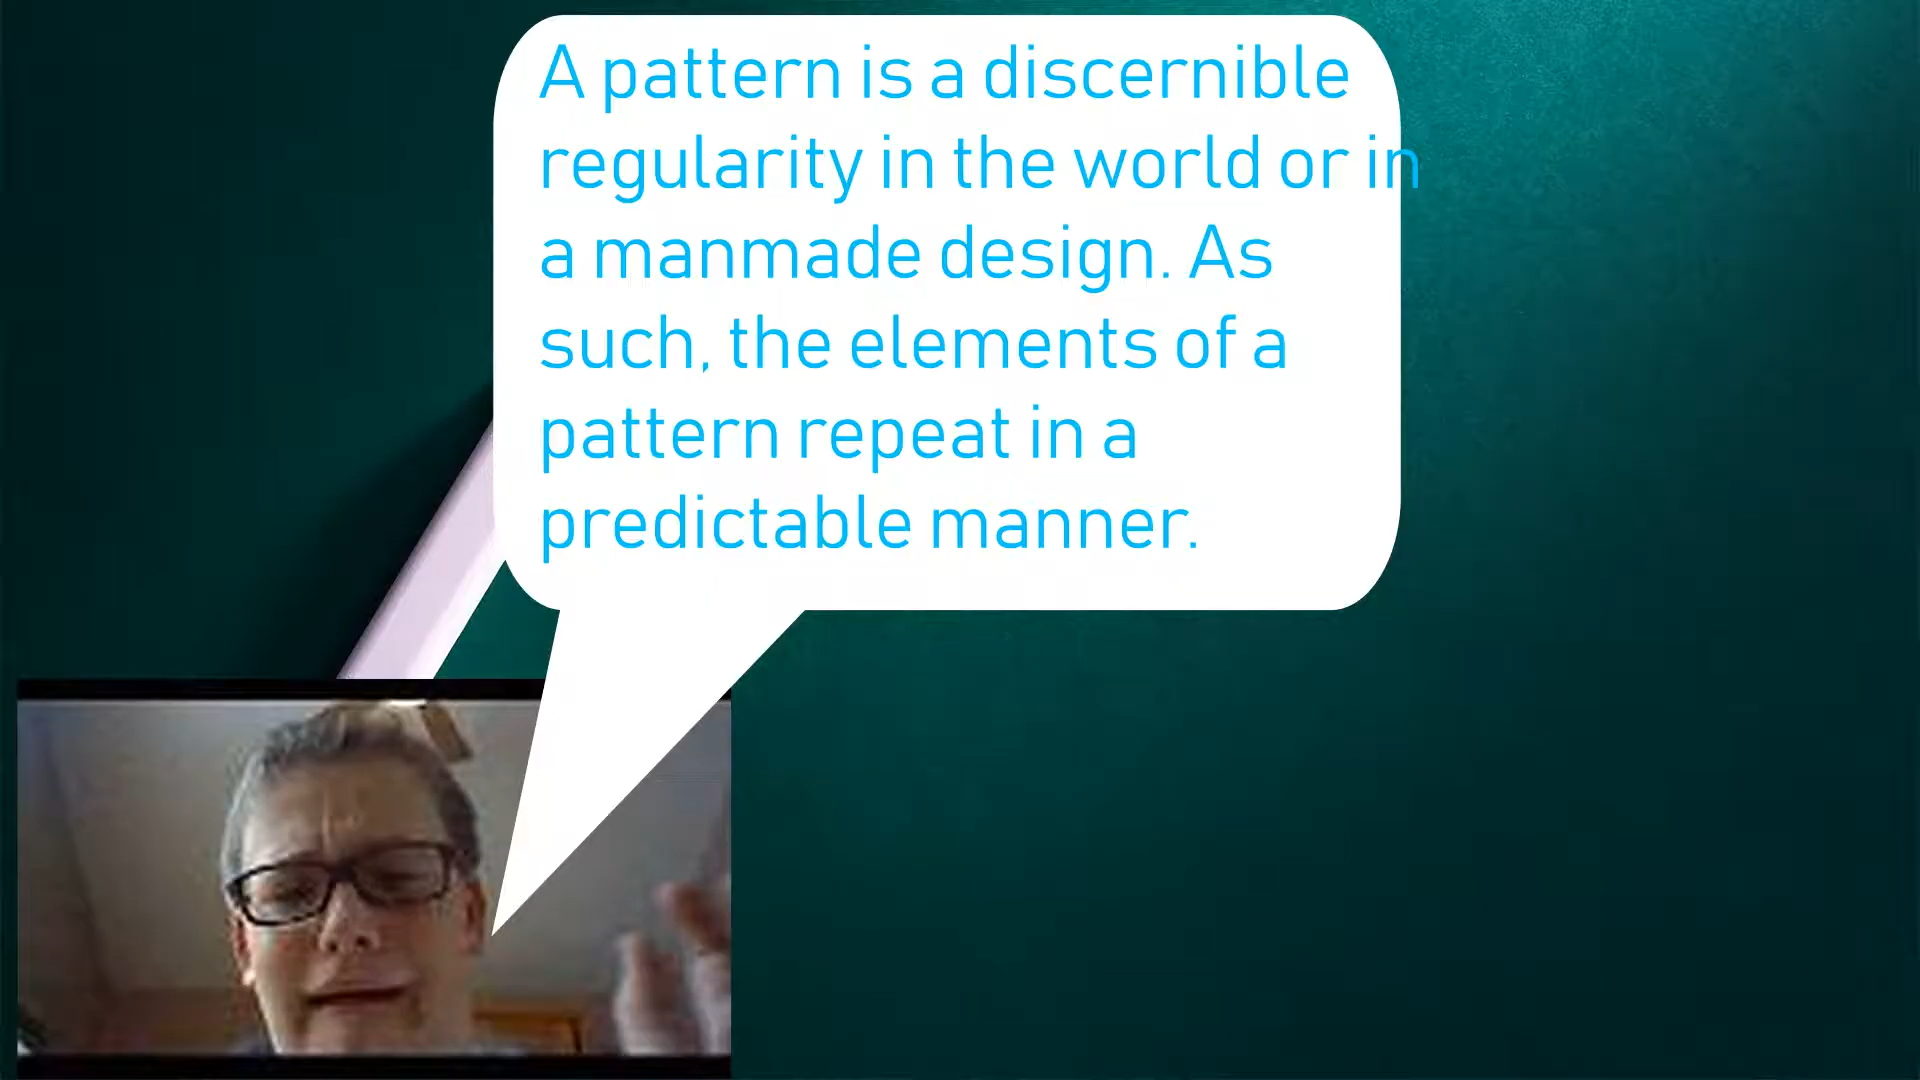 A pattern is a discernible
regularity in the world or in
a manmade design. As
such, the elements of a
pattern repeat in a
predictable manner.